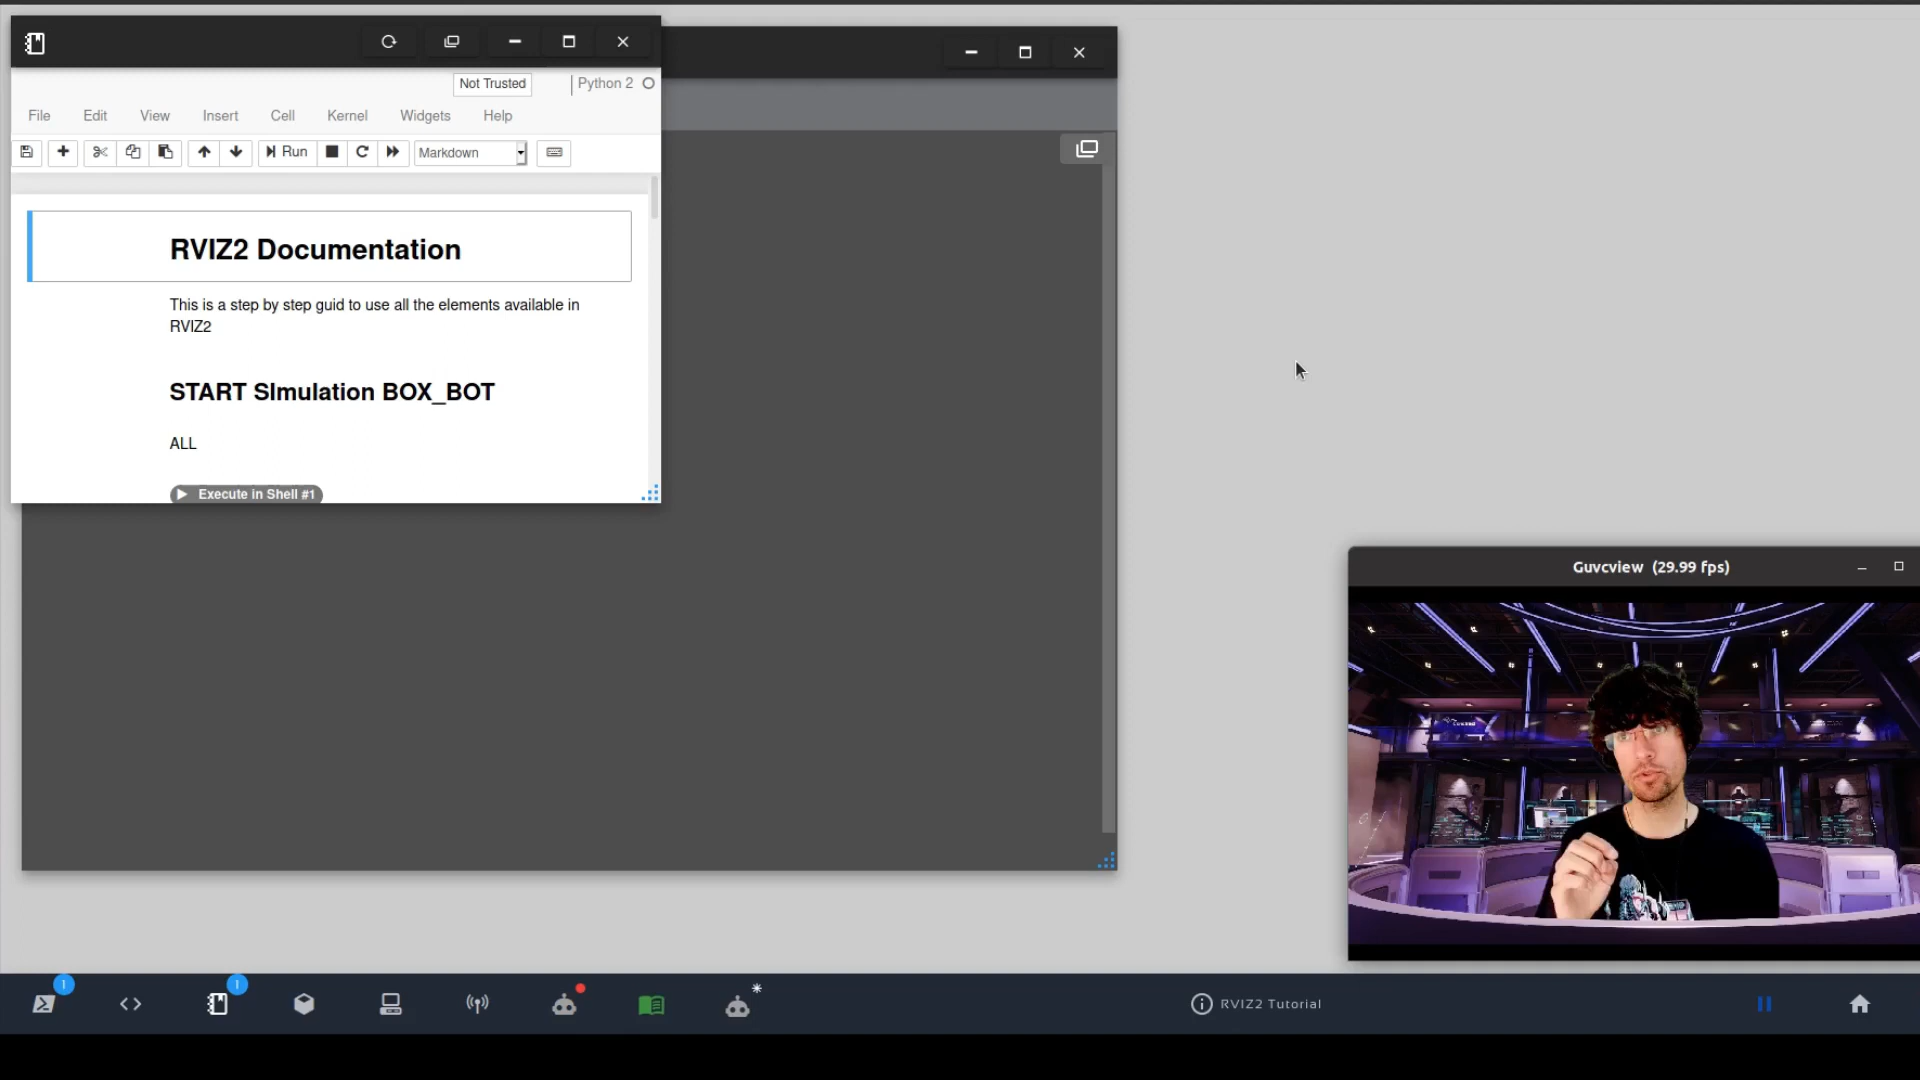 Not Trusted
Python 2
File Edit View Insert Cell Kernel Widgets Help
Run
Markdown
RVIZ2 Documentation
This is a step by step guid to use all the elements available in
RVIZ2
START SImulation BOX_BOT
ALL
Execute in Shell #1
Guvcview (29.99 fps)
1
1
RVIZ2 Tutorial